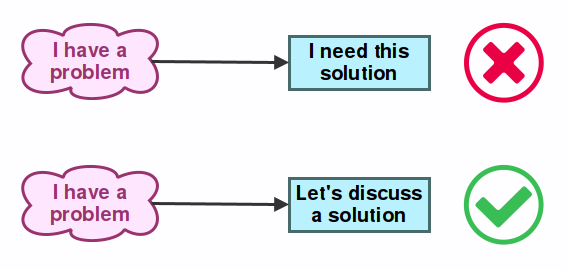 I have a
problem
I need this
solution
I have a
problem
Let's discuss
a solution